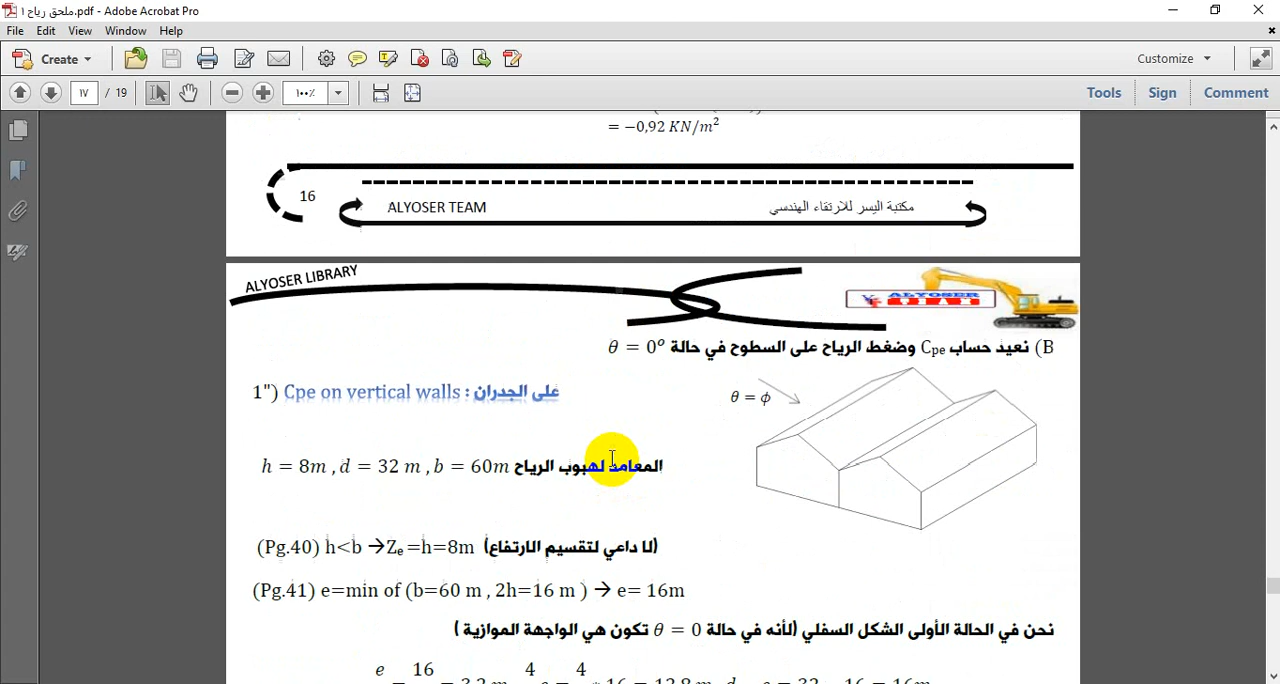 ملحق رياح ١.pdf - Adobe Acrobat Pro
File Edit View Window Help
Create
Customize
١٧ / 19
١٠٠٪
Tools Sign Comment
= −0,92 KN/m²
16
ALYOSER TEAM
مكتبة اليسر للارتقاء الهندسي
ALYOSER LIBRARY
ALYOSER
TEAM
B) نعيد حساب Cpe وضغط الرياح على السطوح في حالة θ = 0°
1") Cpe on vertical walls : على الجدران
θ = ϕ
h = 8m , d = 32 m , b = 60m المعامد لهبوب الرياح
(Pg.40) h<b →Ze =h=8m (لا داعي لتقسيم الارتفاع)
(Pg.41) e=min of (b=60 m , 2h=16 m ) → e= 16m
نحن في الحالة الأولى الشكل السفلي (لأنه في حالة θ = 0 تكون هي الواجهة الموازية )